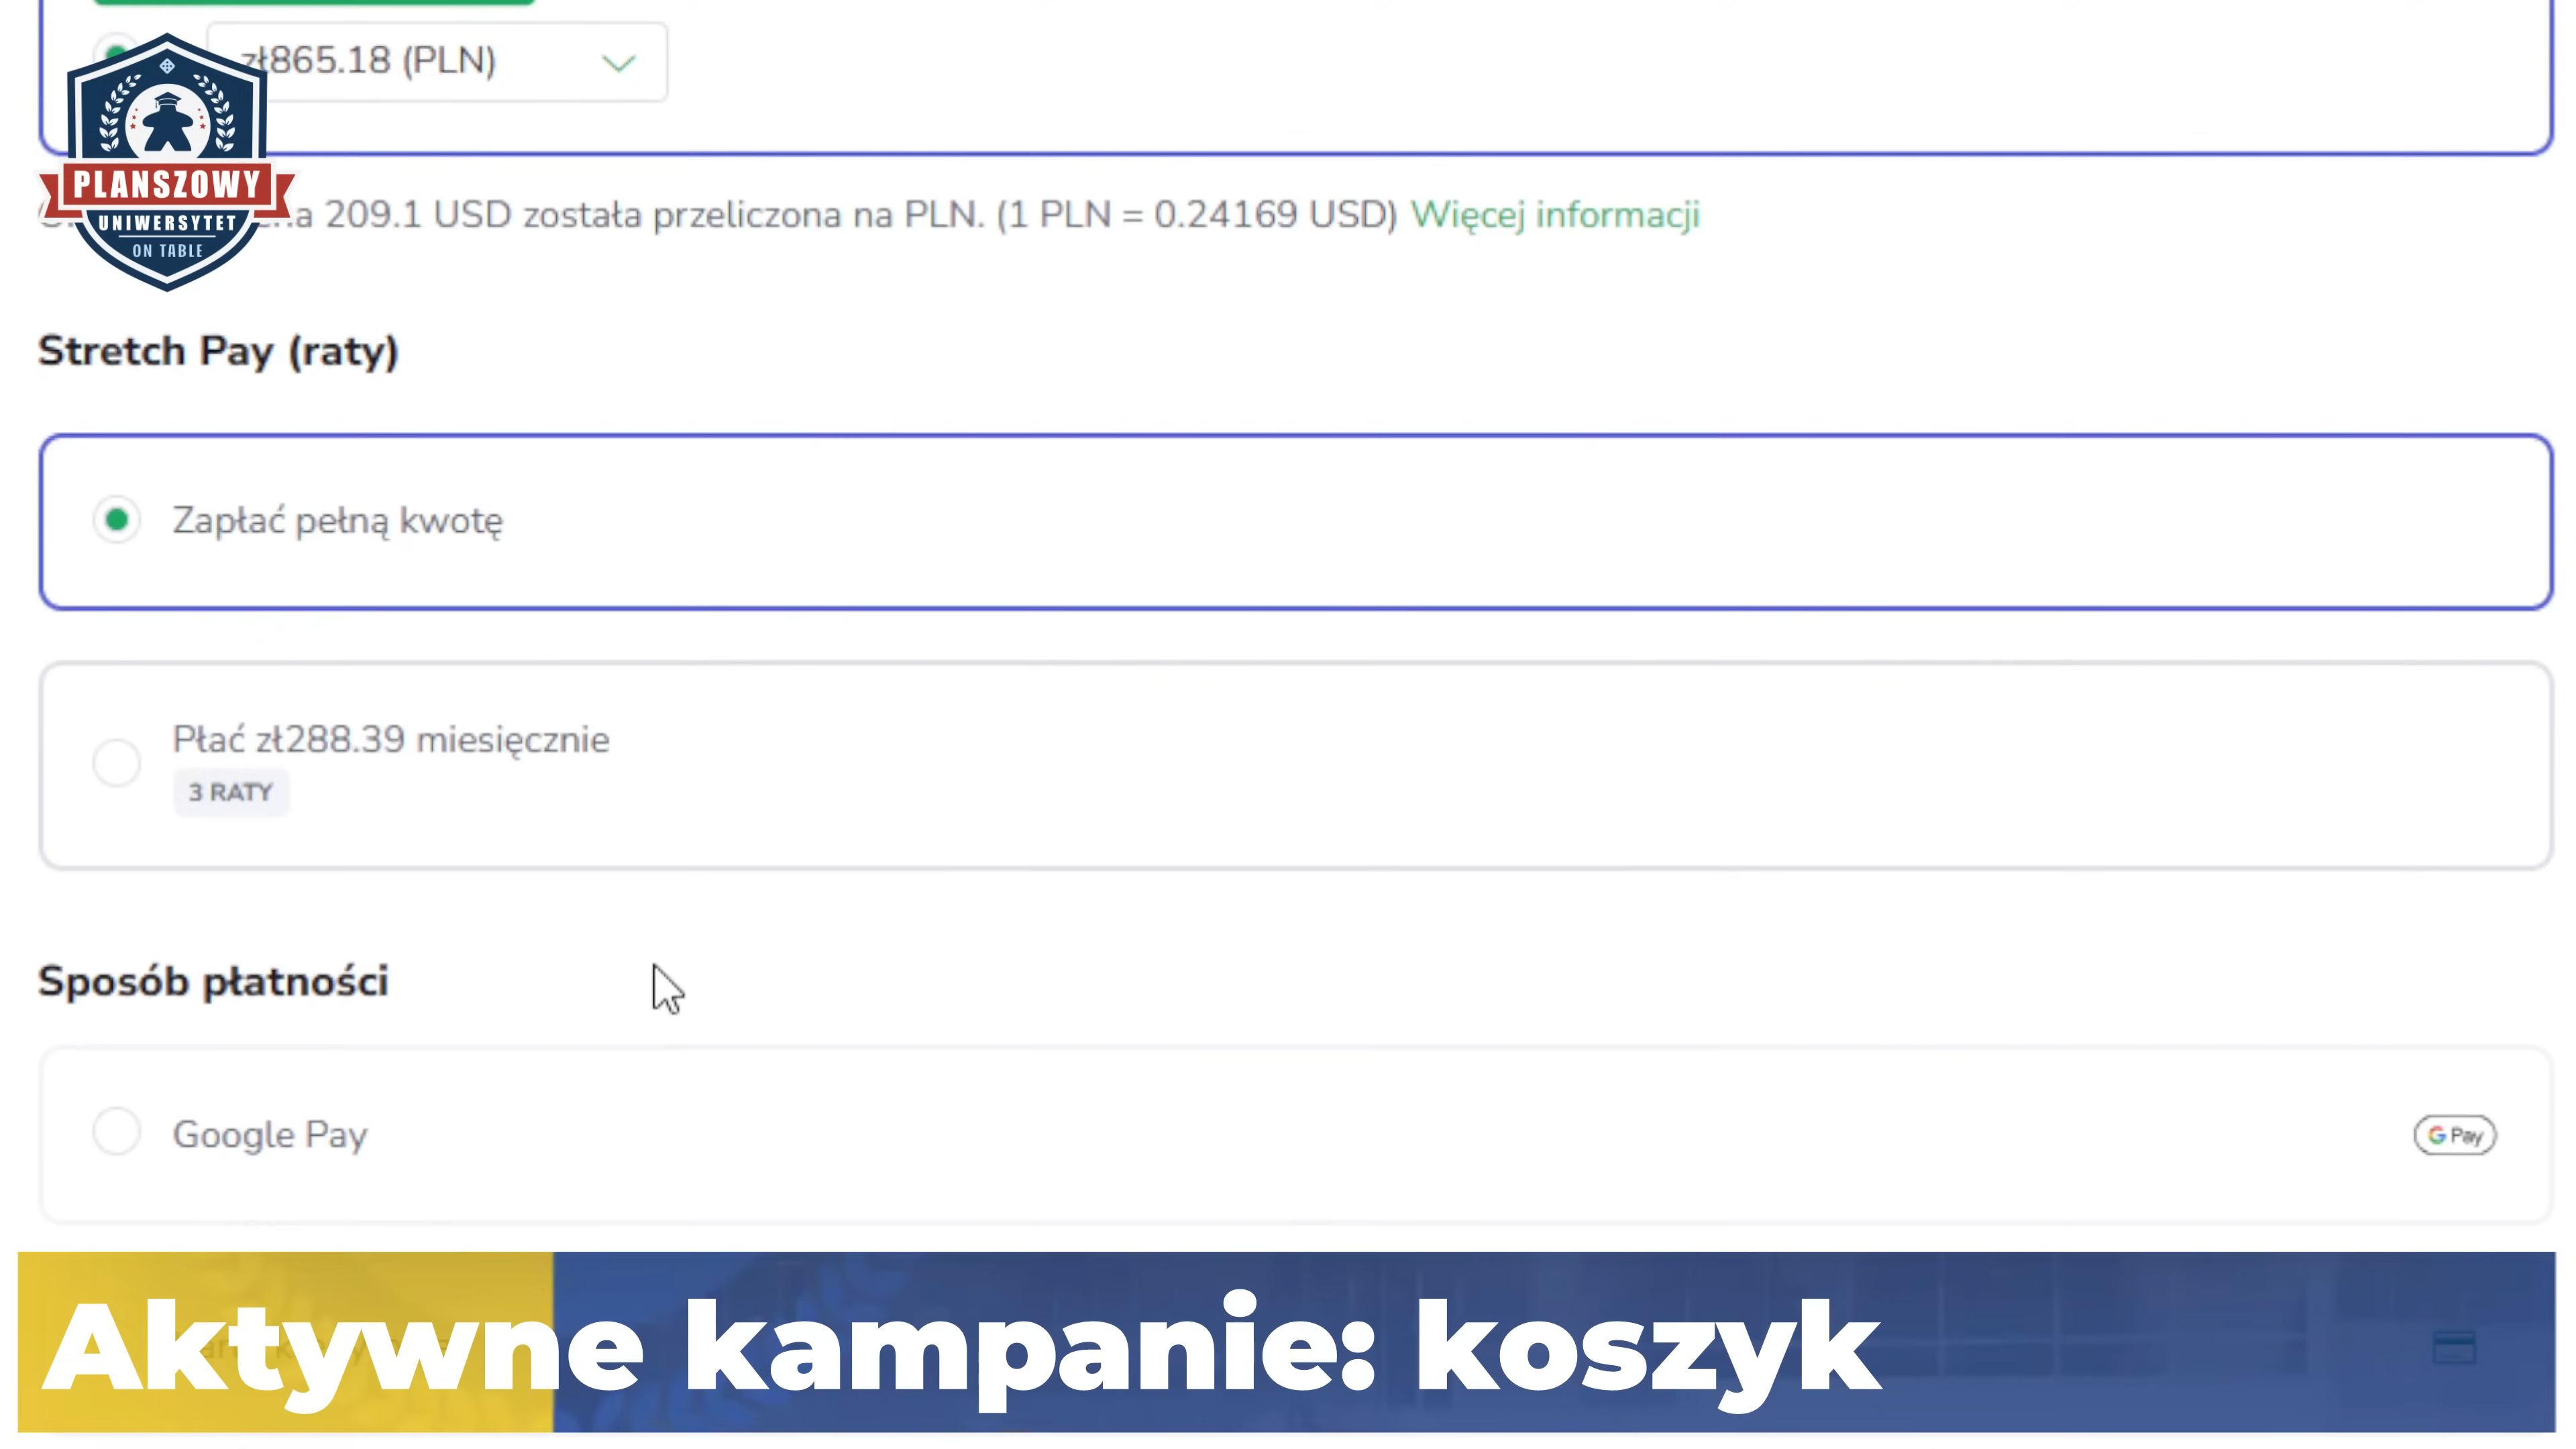 zł865.18 (PLN)
PLANSZOWY
UNIWERSYTET
ON TABLE
209.1 USD została przeliczona na PLN. (1 PLN = 0.24169 USD) Więcej informacji
Stretch Pay (raty)
Zapłać pełną kwotę
Płać zł288.39 miesięcznie
3 RATY
Sposób płatności
Google Pay
G Pay
Aktywne kampanie: koszyk